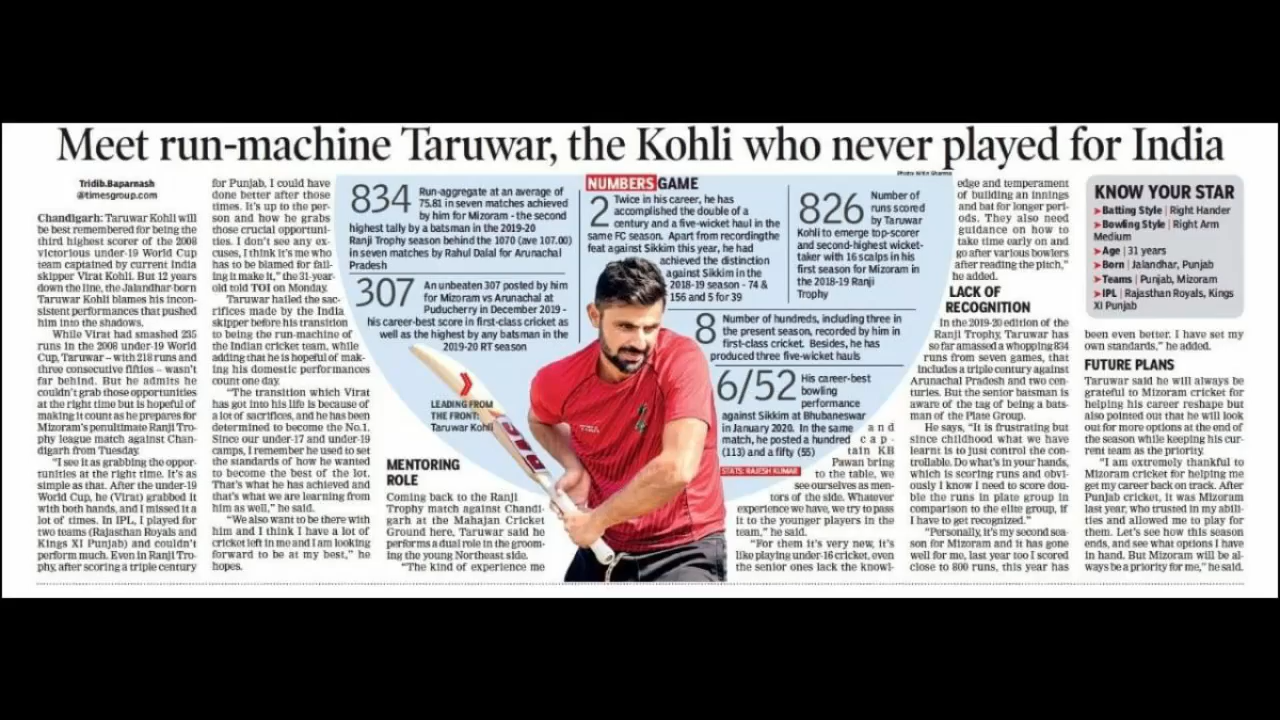 Meet run-machine Taruwar, the Kohli who never played for India
Photo: Nitin Sharma
Tridib.Baparnash
@timesgroup.com
Chandigarh: Taruwar Kohli will
be best remembered for being the
third highest scorer of the 2008
victorious under-19 World Cup
team captained by current India
skipper Virat Kohli. But 12 years
down the line, the Jalandhar-born
Taruwar Kohli blames his incon-
sistent performances that pushed
him into the shadows.
While Virat had smashed 235
runs in the 2008 under-19 World
Cup, Taruwar – with 218 runs and
three consecutive fifties – wasn't
far behind. But he admits he
couldn't grab those opportunities
at the right time but is hopeful of
making it count as he prepares for
Mizoram's penultimate Ranji Tro-
phy league match against Chan-
digarh from Tuesday.
"I see it as grabbing the oppor-
tunities at the right time. It's as
simple as that. After the under-19
World Cup, he (Virat) grabbed it
with both hands, and I missed it a
lot of times. In IPL, I played for
two teams (Rajasthan Royals and
Kings XI Punjab) and couldn't
perform much. Even in Ranji Tro-
phy, after scoring a triple century
for Punjab, I could have
done better after those
times. It's up to the per-
son and how he grabs
those crucial opportuni-
ties. I don't see any ex-
cuses, I think it's me who
has to be blamed for fail-
ing it make it," the 31-year-
old told TOI on Monday.
Taruwar hailed the sac-
rifices made by the India
skipper before his transition
to being the run-machine of
the Indian cricket team, while
adding that he is hopeful of mak-
ing his domestic performances
count one day.
"The transition which Virat
has got into his life is because of
a lot of sacrifices, and he has been
determined to become the No.1.
Since our under-17 and under-19
camps, I remember he used to set
the standards of how he wanted
to become the best of the lot.
That's what he has achieved and
that's what we are learning from
him as well," he said.
"We also want to be there with
him and I think I have a lot of
cricket left in me and I am looking
forward to be at my best," he
hopes.
NUMBERS GAME
834 Run-aggregate at an average of
75.81 in seven matches achieved
by him for Mizoram - the second
highest tally by a batsman in the 2019-20
Ranji Trophy season behind the 1070 (ave 107.00)
in seven matches by Rahul Dalal for Arunachal
Pradesh
307 An unbeaten 307 posted by him
for Mizoram vs Arunachal at
Puducherry in December 2019 -
his career-best score in first-class cricket as
well as the highest by any batsman in the
2019-20 RT season
2 Twice in his career, he has
accomplished the double of a
century and a five-wicket haul in the
same FC season. Apart from recording the
feat against Sikkim this year, he had
achieved the distinction
against Sikkim in the
2018-19 season - 74 &
156 and 5 for 39
826 Number of
runs scored
by Taruwar
Kohli to emerge top-scorer
and second-highest wicket-
taker with 16 scalps in his
first season for Mizoram in
the 2018-19 Ranji
Trophy
8 Number of hundreds, including three in
the present season, recorded by him in
first-class cricket. Besides, he has
produced three five-wicket hauls
6/52 His career-best
bowling
performance
against Sikkim at Bhubaneswar
in January 2020. In the same
match, he posted a hundred
(113) and a fifty (55)
STATS: RAJESH KUMAR
LEADING FROM
THE FRONT:
Taruwar Kohli
MENTORING
ROLE
Coming back to the Ranji
Trophy match against Chandi-
garh at the Mahajan Cricket
Ground here, Taruwar said he
performs a dual role in the groom-
ing the young Northeast side.
"The kind of experience me
and
cap-
tain KB
Pawan bring
to the table, we
see ourselves as men-
tors of the side. Whatever
experience we have, we try to pass
it to the younger players in the
team," he said.
"For them it's very new, it's
like playing under-16 cricket, even
the senior ones lack the knowl-
edge and temperament
of building an innings
and bat for longer peri-
ods. They also need
guidance on how to
take time early on and
go after various bowlers
after reading the pitch,"
he added.
LACK OF
RECOGNITION
In the 2019-20 edition of the
Ranji Trophy, Taruwar has
so far amassed a whopping 834
runs from seven games, that
includes a triple century against
Arunachal Pradesh and two cen-
turies. But the senior batsman is
aware of the tag of being a bats-
man of the Plate Group.
He says, "It is frustrating but
since childhood what we have
learnt is to just control the con-
trollable. Do what's in your hands,
which is scoring runs and obvi-
ously I know I need to score dou-
ble the runs in plate group in
comparison to the elite group, if
I have to get recognized."
"Personally, it's my second sea-
son for Mizoram and it has gone
well for me, last year too I scored
close to 800 runs, this year has
KNOW YOUR STAR
➤Batting Style | Right Hander
➤Bowling Style | Right Arm
Medium
➤Age | 31 years
➤Born | Jalandhar, Punjab
➤Teams | Punjab, Mizoram
➤IPL | Rajasthan Royals, Kings
XI Punjab
been even better. I have set my
own standards," he added.
FUTURE PLANS
Taruwar said he will always be
grateful to Mizoram cricket for
helping his career reshape but
also pointed out that he will look
out for more options at the end of
the season while keeping his cur-
rent team as the priority.
"I am extremely thankful to
Mizoram cricket for helping me
get my career back on track. After
Punjab cricket, it was Mizoram
last year, who trusted in my abili-
ties and allowed me to play for
them. Let's see how this season
ends, and see what options I have
in hand. But Mizoram will be al-
ways be a priority for me," he said.